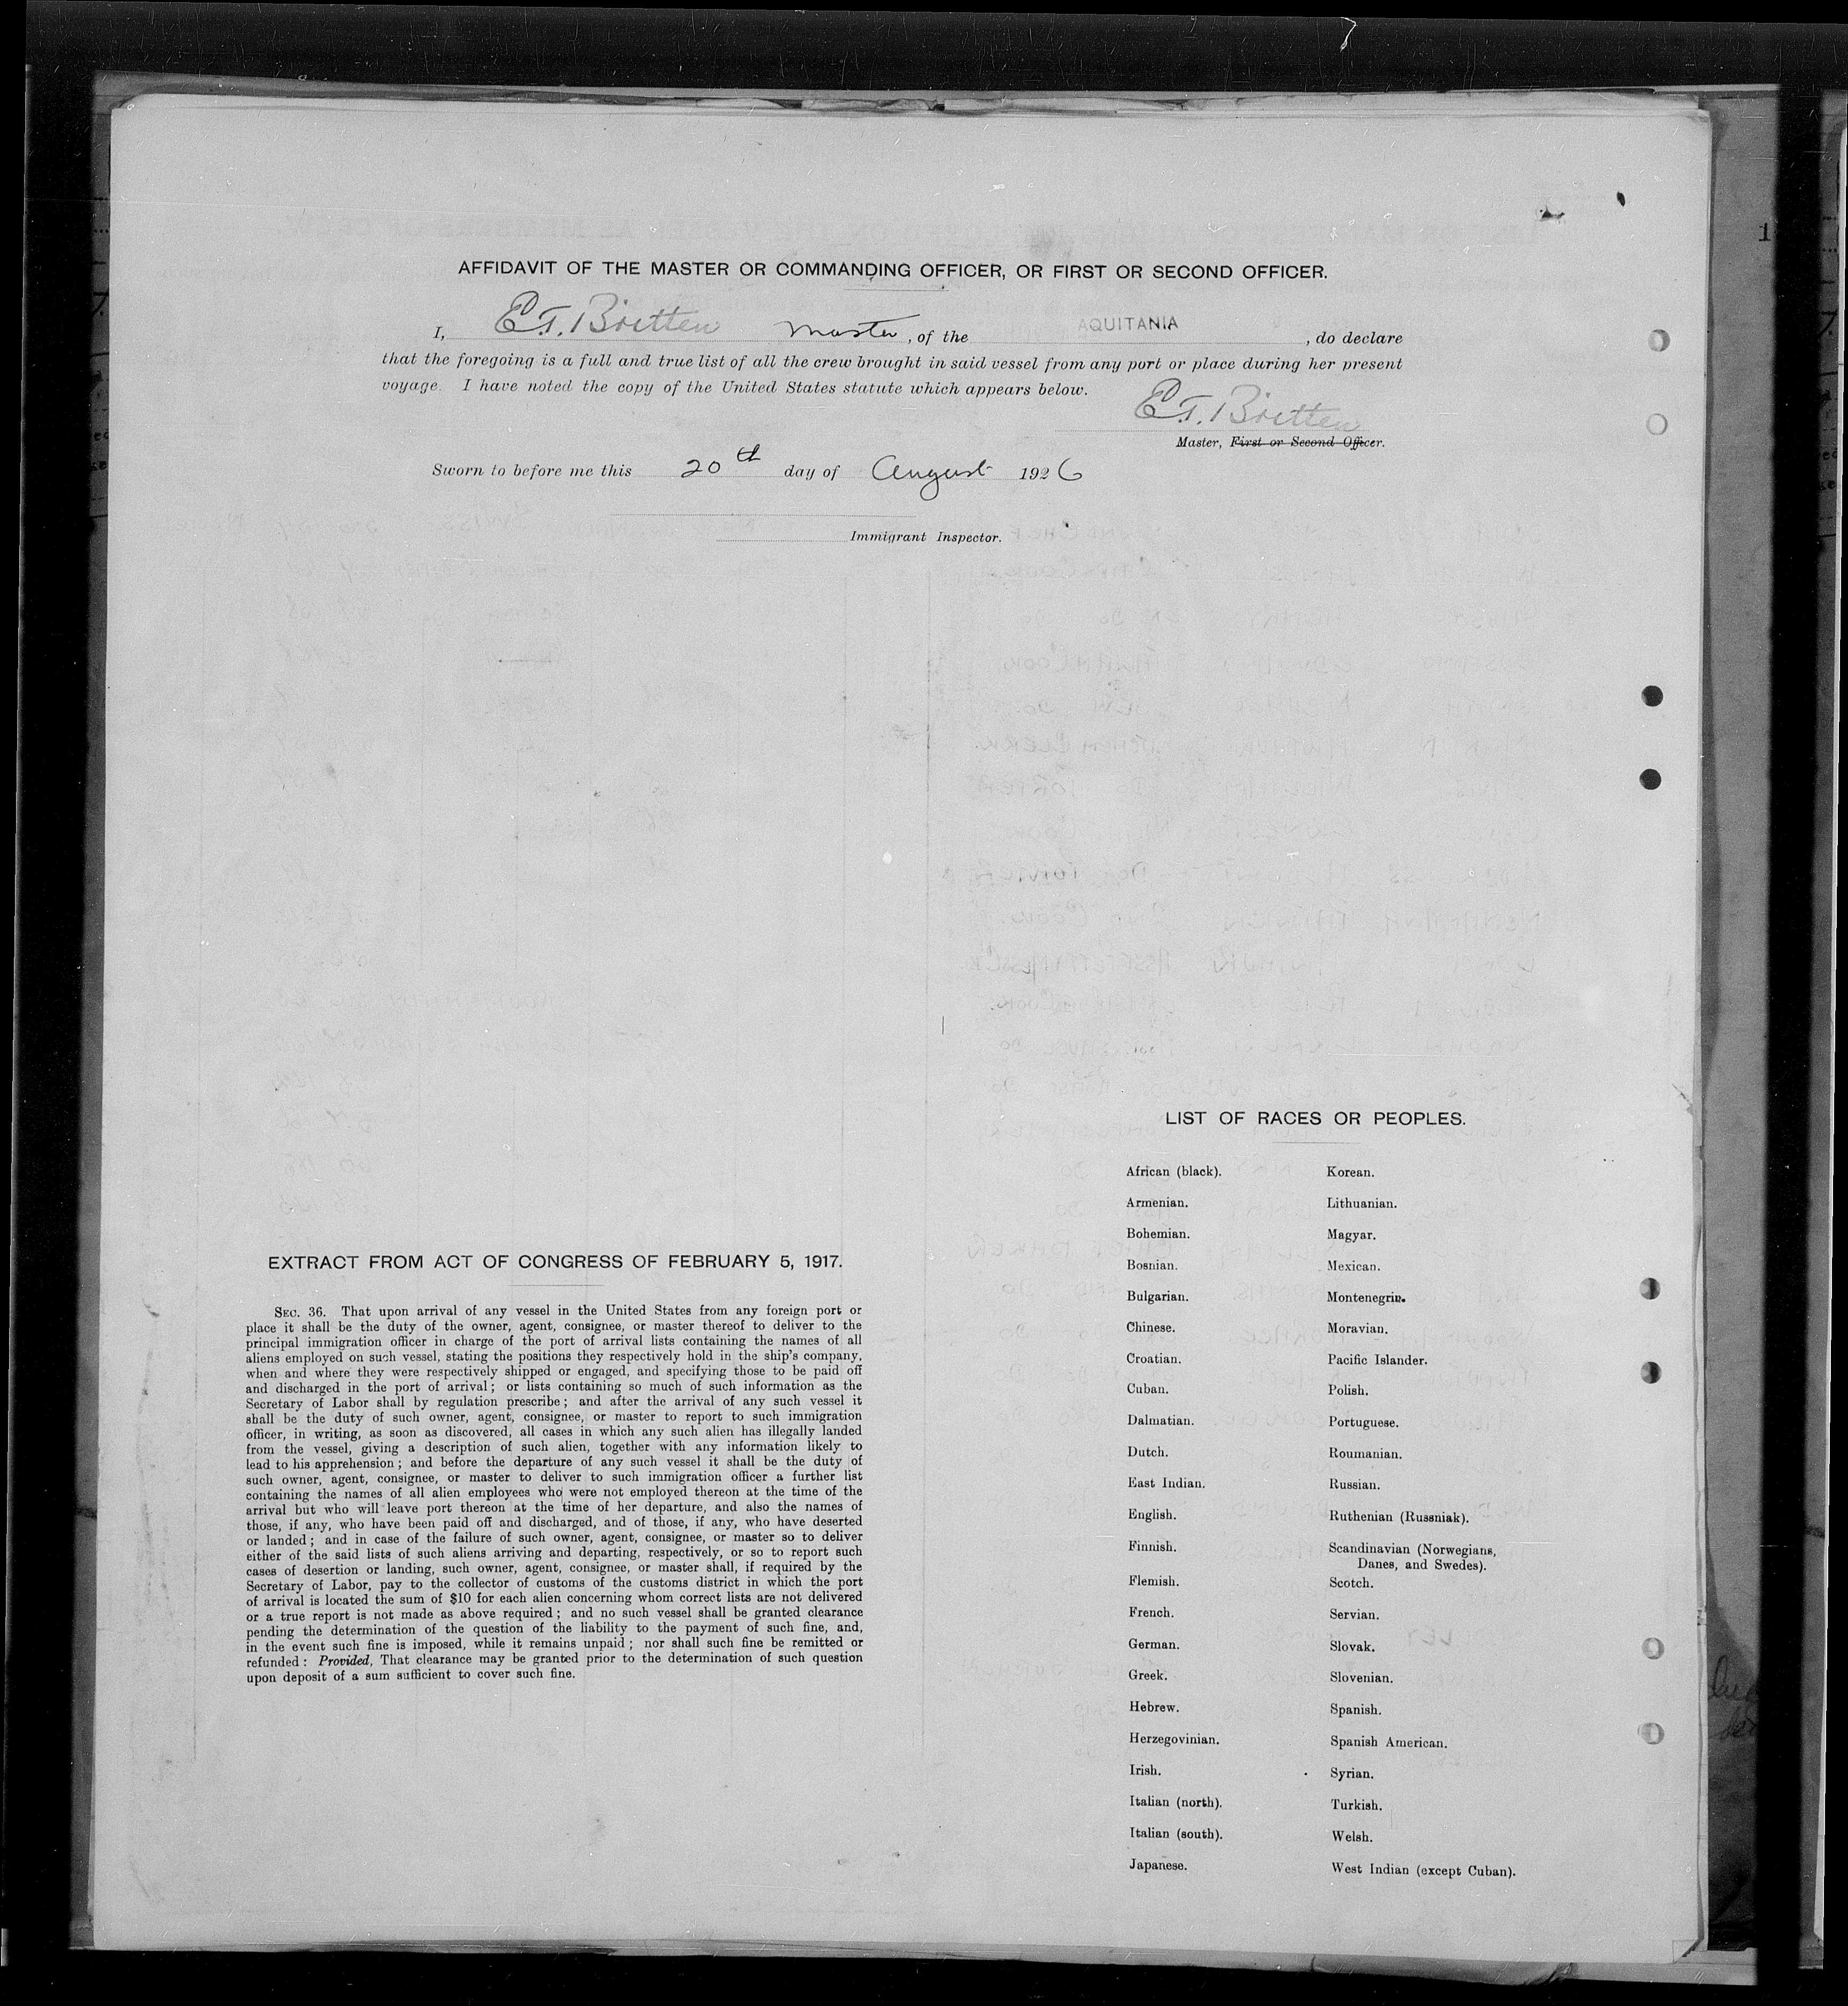 AFFIDAVIT OF THE MASTER OR COMMANDING OFFICER, OR FIRST OR SECOND OFFICER.
I, E.T. Britten Master, of the AQUITANIA, do declare
that the foregoing is a full and true list of all the crew brought in said vessel from any port or place during her present
voyage. I have noted the copy of the United States statute which appears below.
E.T. Britten
Master, First or Second Officer.
Sworn to before me this 20th day of August 1926
Immigrant Inspector.
EXTRACT FROM ACT OF CONGRESS OF FEBRUARY 5, 1917.
SEC. 36. That upon arrival of any vessel in the United States from any foreign port or
place it shall be the duty of the owner, agent, consignee, or master thereof to deliver to the
principal immigration officer in charge of the port of arrival lists containing the names of all
aliens employed on such vessel, stating the positions they respectively hold in the ship's company,
when and where they were respectively shipped or engaged, and specifying those to be paid off
and discharged in the port of arrival; or lists containing so much of such information as the
Secretary of Labor shall by regulation prescribe; and after the arrival of any such vessel it
shall be the duty of such owner, agent, consignee, or master to report to such immigration
officer, in writing, as soon as discovered, all cases in which any such alien has illegally landed
from the vessel, giving a description of such alien, together with any information likely to
lead to his apprehension; and before the departure of any such vessel it shall be the duty of
such owner, agent, consignee, or master to deliver to such immigration officer a further list
containing the names of all alien employees who were not employed thereon at the time of the
arrival but who will leave port thereon at the time of her departure, and also the names of
those, if any, who have been paid off and discharged, and of those, if any, who have deserted
or landed; and in case of the failure of such owner, agent, consignee, or master so to deliver
either of the said lists of such aliens arriving and departing, respectively, or so to report such
cases of desertion or landing, such owner, agent, consignee, or master shall, if required by the
Secretary of Labor, pay to the collector of customs of the customs district in which the port
of arrival is located the sum of $10 for each alien concerning whom correct lists are not delivered
or a true report is not made as above required; and no such vessel shall be granted clearance
pending the determination of the question of the liability to the payment of such fine, and,
in the event such fine is imposed, while it remains unpaid; nor shall such fine be remitted or
refunded: Provided, That clearance may be granted prior to the determination of such question
upon deposit of a sum sufficient to cover such fine.
LIST OF RACES OR PEOPLES.
African (black).
Armenian.
Bohemian.
Bosnian.
Bulgarian.
Chinese.
Croatian.
Cuban.
Dalmatian.
Dutch.
East Indian.
English.
Finnish.
Flemish.
French.
German.
Greek.
Hebrew.
Herzegovinian.
Irish.
Italian (north).
Italian (south).
Japanese.
Korean.
Lithuanian.
Magyar.
Mexican.
Montenegrin.
Moravian.
Pacific Islander.
Polish.
Portuguese.
Roumanian.
Russian.
Ruthenian (Russniak).
Scandinavian (Norwegians,
Danes, and Swedes).
Scotch.
Servian.
Slovak.
Slovenian.
Spanish.
Spanish American.
Syrian.
Turkish.
Welsh.
West Indian (except Cuban).